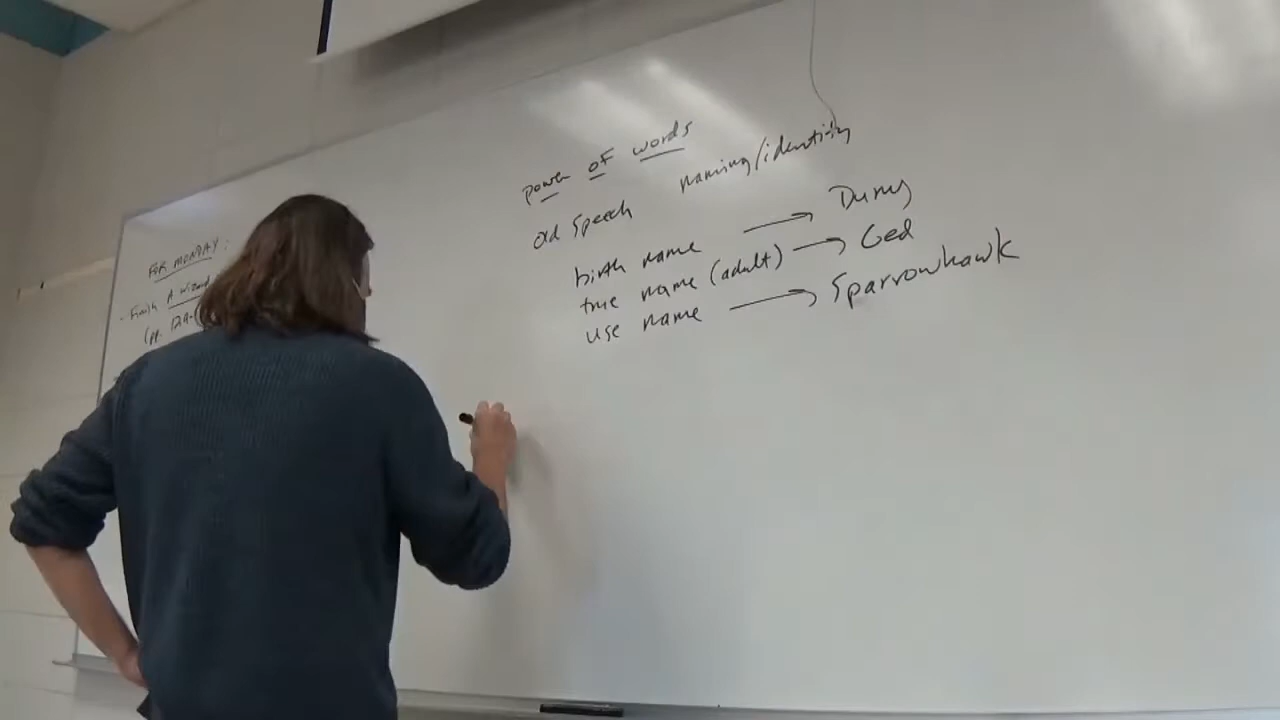 FOR MONDAY:
- Finish A Wizard
(pp.
power of words
old speech naming/identity
birth name → Duny
true name (adult) → Ged
use name → Sparrowhawk